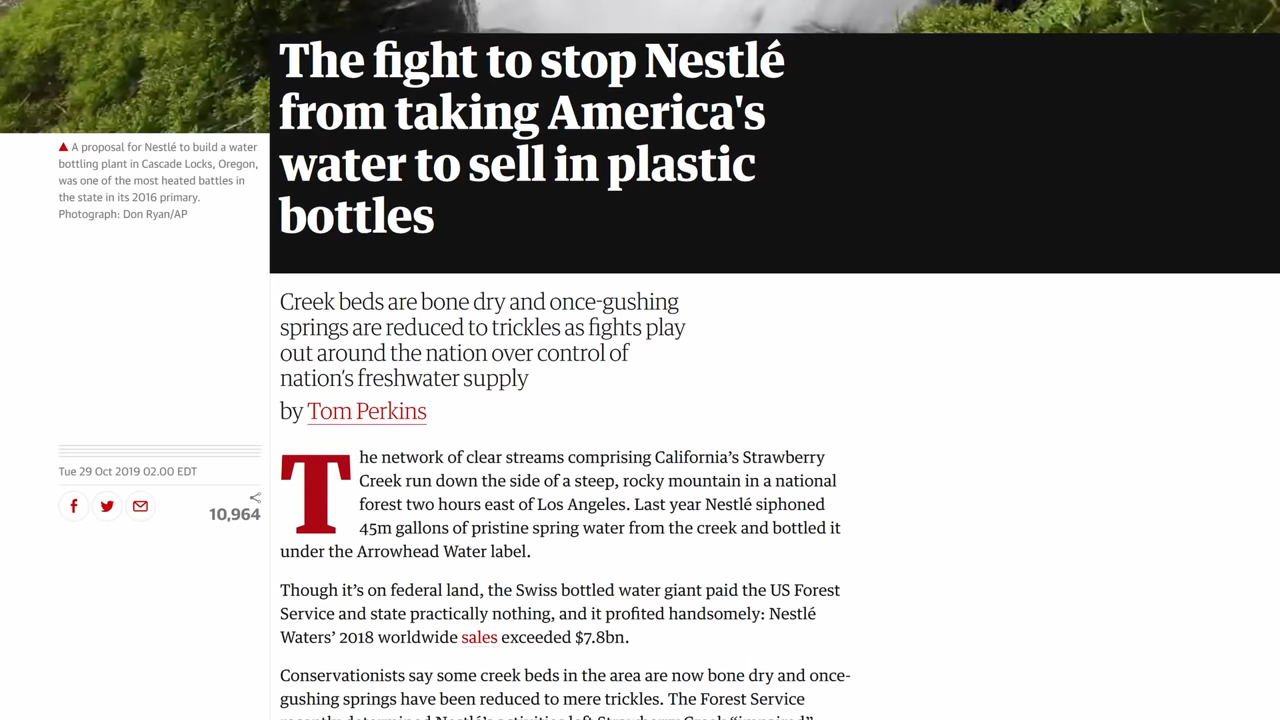 The fight to stop Nestlé
from taking America's
water to sell in plastic
bottles
A proposal for Nestlé to build a water
bottling plant in Cascade Locks, Oregon,
was one of the most heated battles in
the state in its 2016 primary.
Photograph: Don Ryan/AP
Creek beds are bone dry and once-gushing
springs are reduced to trickles as fights play
out around the nation over control of
nation's freshwater supply
by Tom Perkins
Tue 29 Oct 2019 02.00 EDT
10,964
The network of clear streams comprising California's Strawberry
Creek run down the side of a steep, rocky mountain in a national
forest two hours east of Los Angeles. Last year Nestlé siphoned
45m gallons of pristine spring water from the creek and bottled it
under the Arrowhead Water label.
Though it's on federal land, the Swiss bottled water giant paid the US Forest
Service and state practically nothing, and it profited handsomely: Nestlé
Waters' 2018 worldwide sales exceeded $7.8bn.
Conservationists say some creek beds in the area are now bone dry and once-
gushing springs have been reduced to mere trickles. The Forest Service
recently determined Nestlé's activities left Strawberry Creek "impaired"